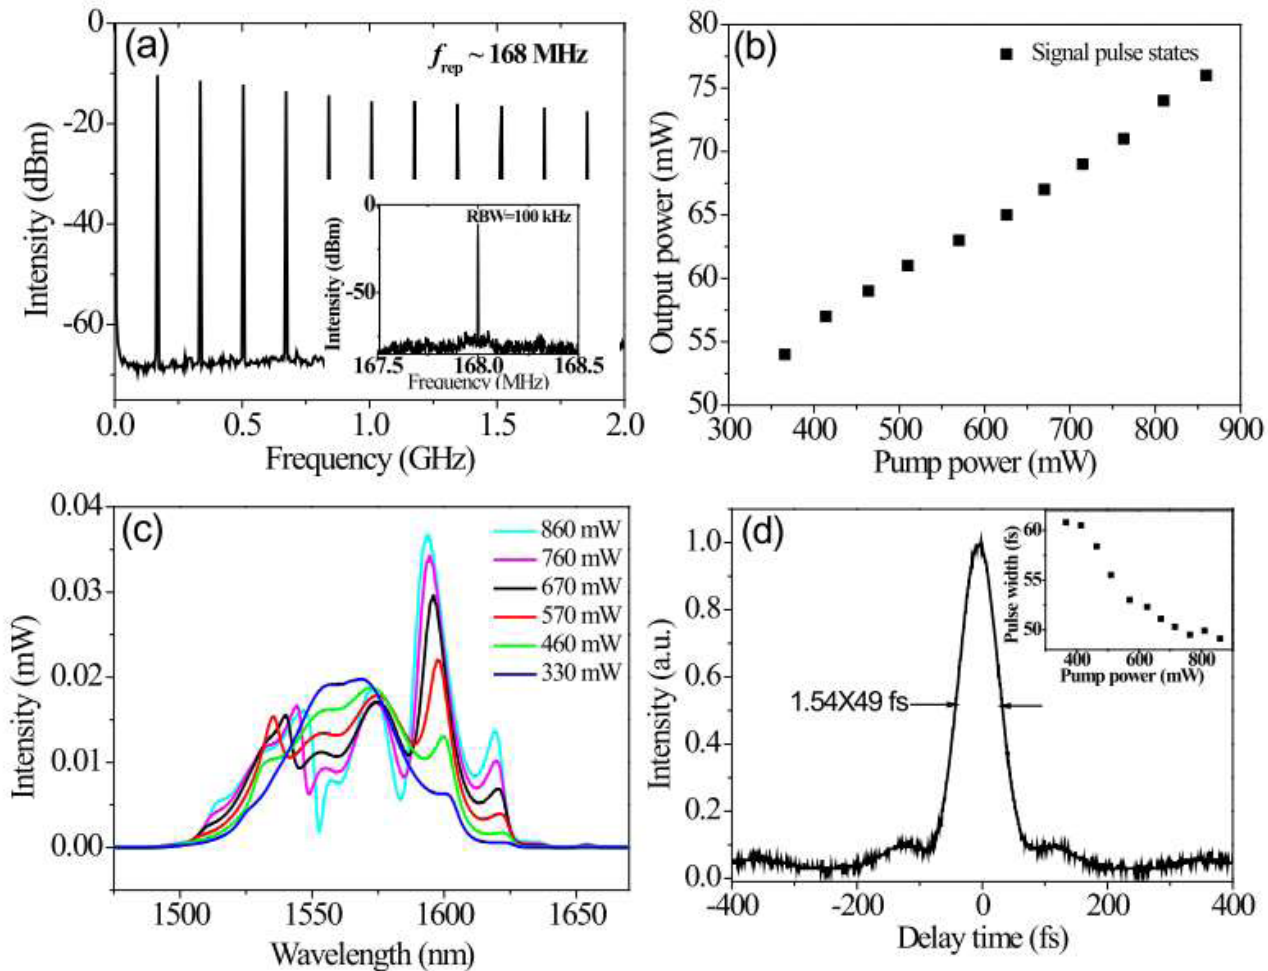 (a)
f_rep ~ 168 MHz
Intensity (dBm)
0
-20
-40
-60
0.0 0.5 1.0 1.5 2.0
Frequency (GHz)
RBW=100 kHz
Intensity (dBm)
0
-50
167.5 168.0 168.5
Frequency (MHz)
(b)
Signal pulse states
Output power (mW)
80
75
70
65
60
55
50
300 400 500 600 700 800 900
Pump power (mW)
(c)
860 mW
760 mW
670 mW
570 mW
460 mW
330 mW
Intensity (mW)
0.04
0.03
0.02
0.01
0.00
1500 1550 1600 1650
Wavelength (nm)
(d)
1.54X49 fs
Intensity (a.u.)
1.0
0.8
0.6
0.4
0.2
0.0
-400 -200 0 200 400
Delay time (fs)
Pulse width (fs)
60
55
50
400 600 800
Pump power (mW)